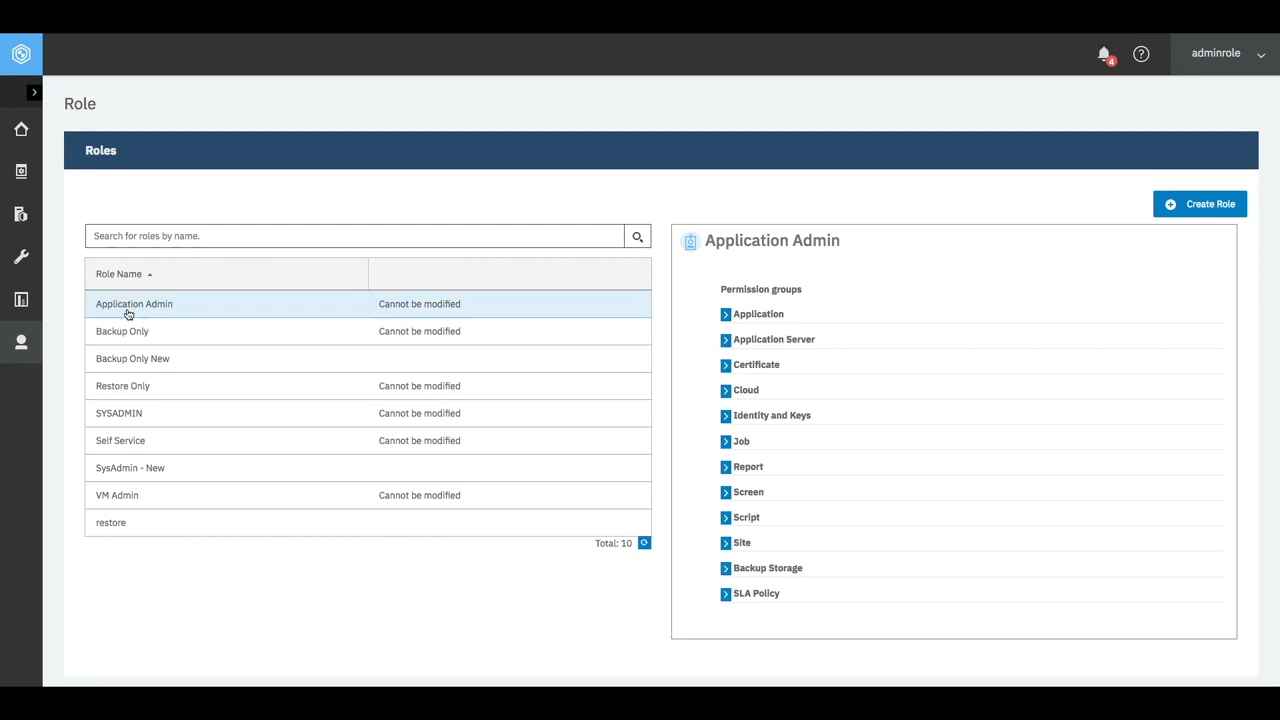 4
adminrole
Role
Roles
Create Role
Search for roles by name.
Role Name
Application Admin Cannot be modified
Backup Only Cannot be modified
Backup Only New
Restore Only Cannot be modified
SYSADMIN Cannot be modified
Self Service Cannot be modified
SysAdmin - New
VM Admin Cannot be modified
restore
Total: 10
Application Admin
Permission groups
Application
Application Server
Certificate
Cloud
Identity and Keys
Job
Report
Screen
Script
Site
Backup Storage
SLA Policy